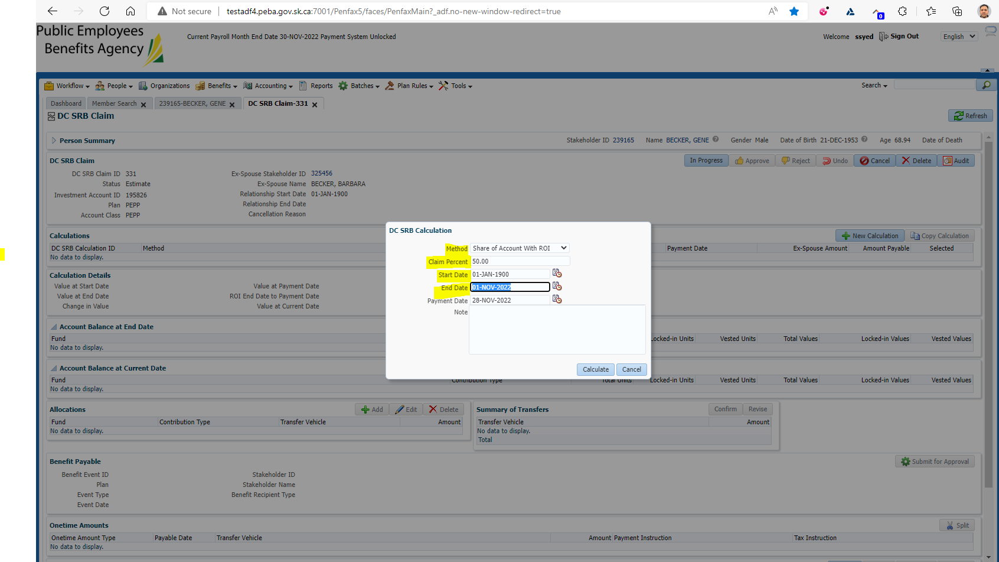 Not secure testadf4.peba.gov.sk.ca:7001/Penfax5/faces/PenfaxMain?_adf.no-new-window-redirect=true
0
Public Employees
Benefits Agency
Current Payroll Month End Date 30-NOV-2022 Payment System Unlocked
Welcome ssyed Sign Out English
Workflow People Organizations Benefits Accounting Reports Batches Plan Rules Tools Search
Dashboard Member Search 239165-BECKER, GENE DC SRB Claim-331
DC SRB Claim Refresh
Person Summary Stakeholder ID 239165 Name BECKER, GENE Gender Male Date of Birth 21-DEC-1953 Age 68.94 Date of Death
DC SRB Claim In Progress Approve Reject Undo Cancel Delete Audit
DC SRB Claim ID 331 Ex-Spouse Stakeholder ID 325456
Status Estimate Ex-Spouse Name BECKER, BARBARA
Investment Account ID 195826 Relationship Start Date 01-JAN-1900
Plan PEPP Relationship End Date
Account Class PEPP Cancellation Reason
Calculations New Calculation Copy Calculation
DC SRB Calculation ID Method Payment Date Ex-Spouse Amount Amount Payable Selected
No data to display.
Calculation Details
Value at Start Date Value at Payment Date
Value at End Date ROI End Date to Payment Date
Change in Value Value at Current Date
DC SRB Calculation
Method Share of Account With ROI
Claim Percent 50.00
Start Date 01-JAN-1900
End Date 01-NOV-2022
Payment Date 28-NOV-2022
Note
Calculate Cancel
Account Balance at End Date
Fund Locked-in Units Vested Units Total Values Locked-in Values Vested Values
No data to display.
Account Balance at Current Date
Fund Contribution Type Total Units Locked-in Units Vested Units Total Values Locked-in Values Vested Values
No data to display.
Allocations Add Edit Delete
Fund Contribution Type Transfer Vehicle Amount
No data to display.
Summary of Transfers Confirm Revise
Transfer Vehicle Amount
No data to display.
Total
Benefit Payable Submit for Approval
Benefit Event ID Stakeholder ID
Plan Stakeholder Name
Event Type Benefit Recipient Type
Event Date
Onetime Amounts Split
Onetime Amount Type Payable Date Transfer Vehicle Amount Payment Instruction Tax Instruction
No data to display.